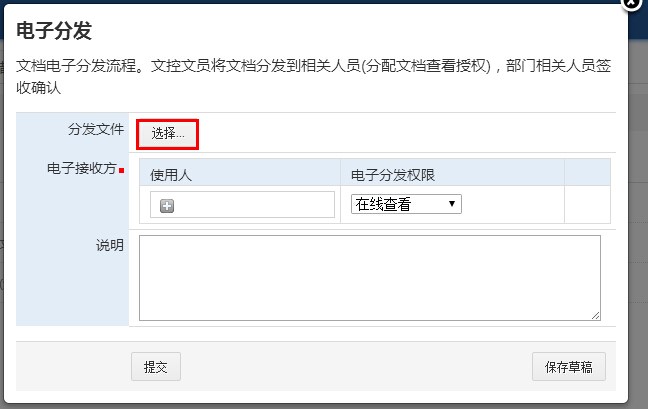 电子分发
文档电子分发流程。文控文员将文档分发到相关人员(分配文档查看授权)，部门相关人员签
收确认
分发文件
选择...
电子接收方
使用人
电子分发权限
在线查看
说明
提交
保存草稿